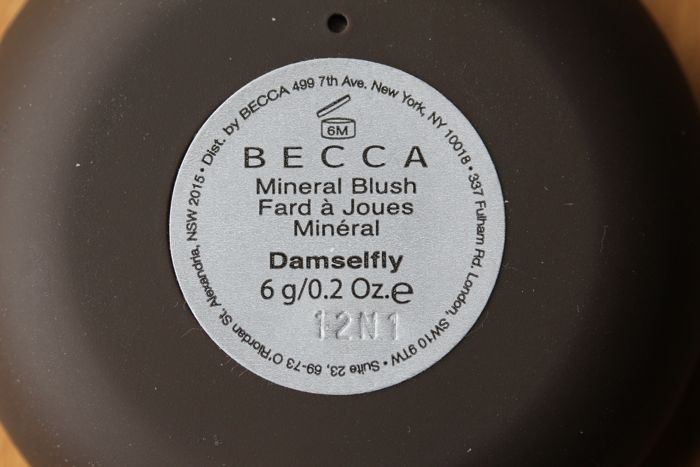 Dist. by BECCA 499 7th Ave. New York, NY 10018 • 337 Fulham Rd. London, SW10 9TW • Suite 23, 69-73 O'Riordan St. Alexandria, NSW 2015 •
6M
BECCA
Mineral Blush
Fard à Joues
Minéral
Damselfly
6 g/0.2 Oz.e
12N1